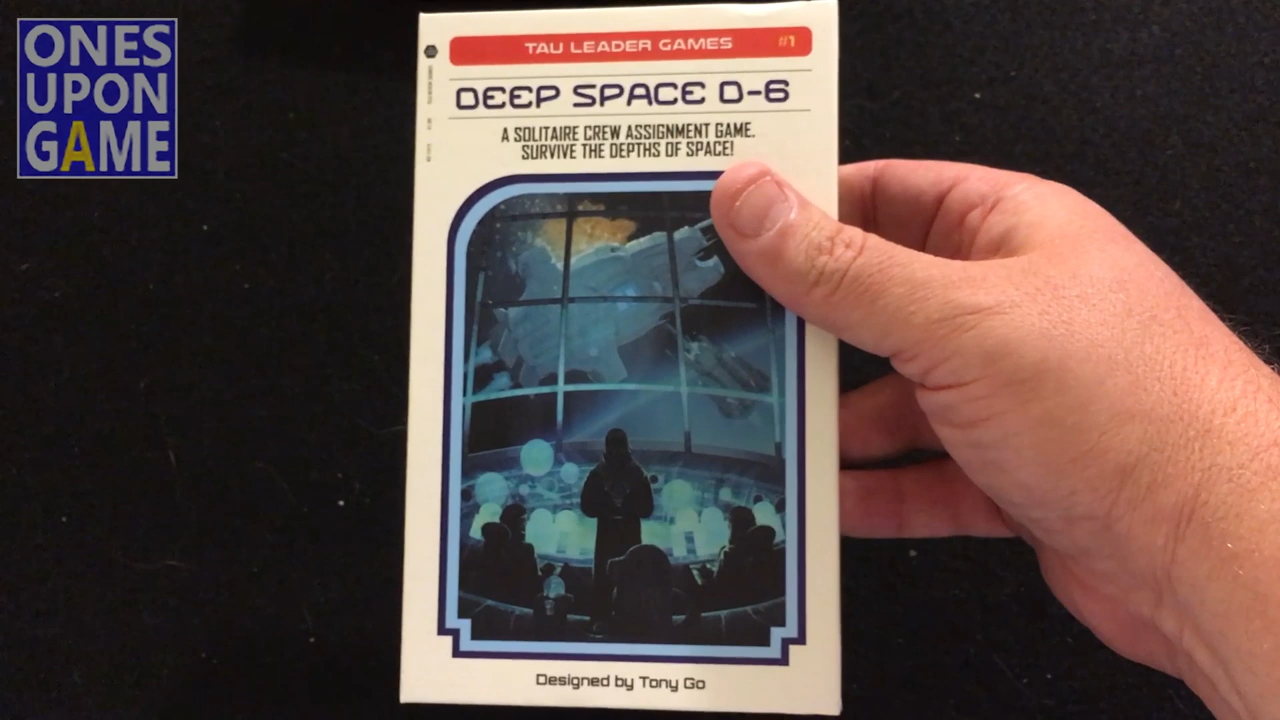 ONES
UPON
GAME
TAU LEADER GAMES #1
DEEP SPACE D-6
A SOLITAIRE CREW ASSIGNMENT GAME.
SURVIVE THE DEPTHS OF SPACE!
Designed by Tony Go